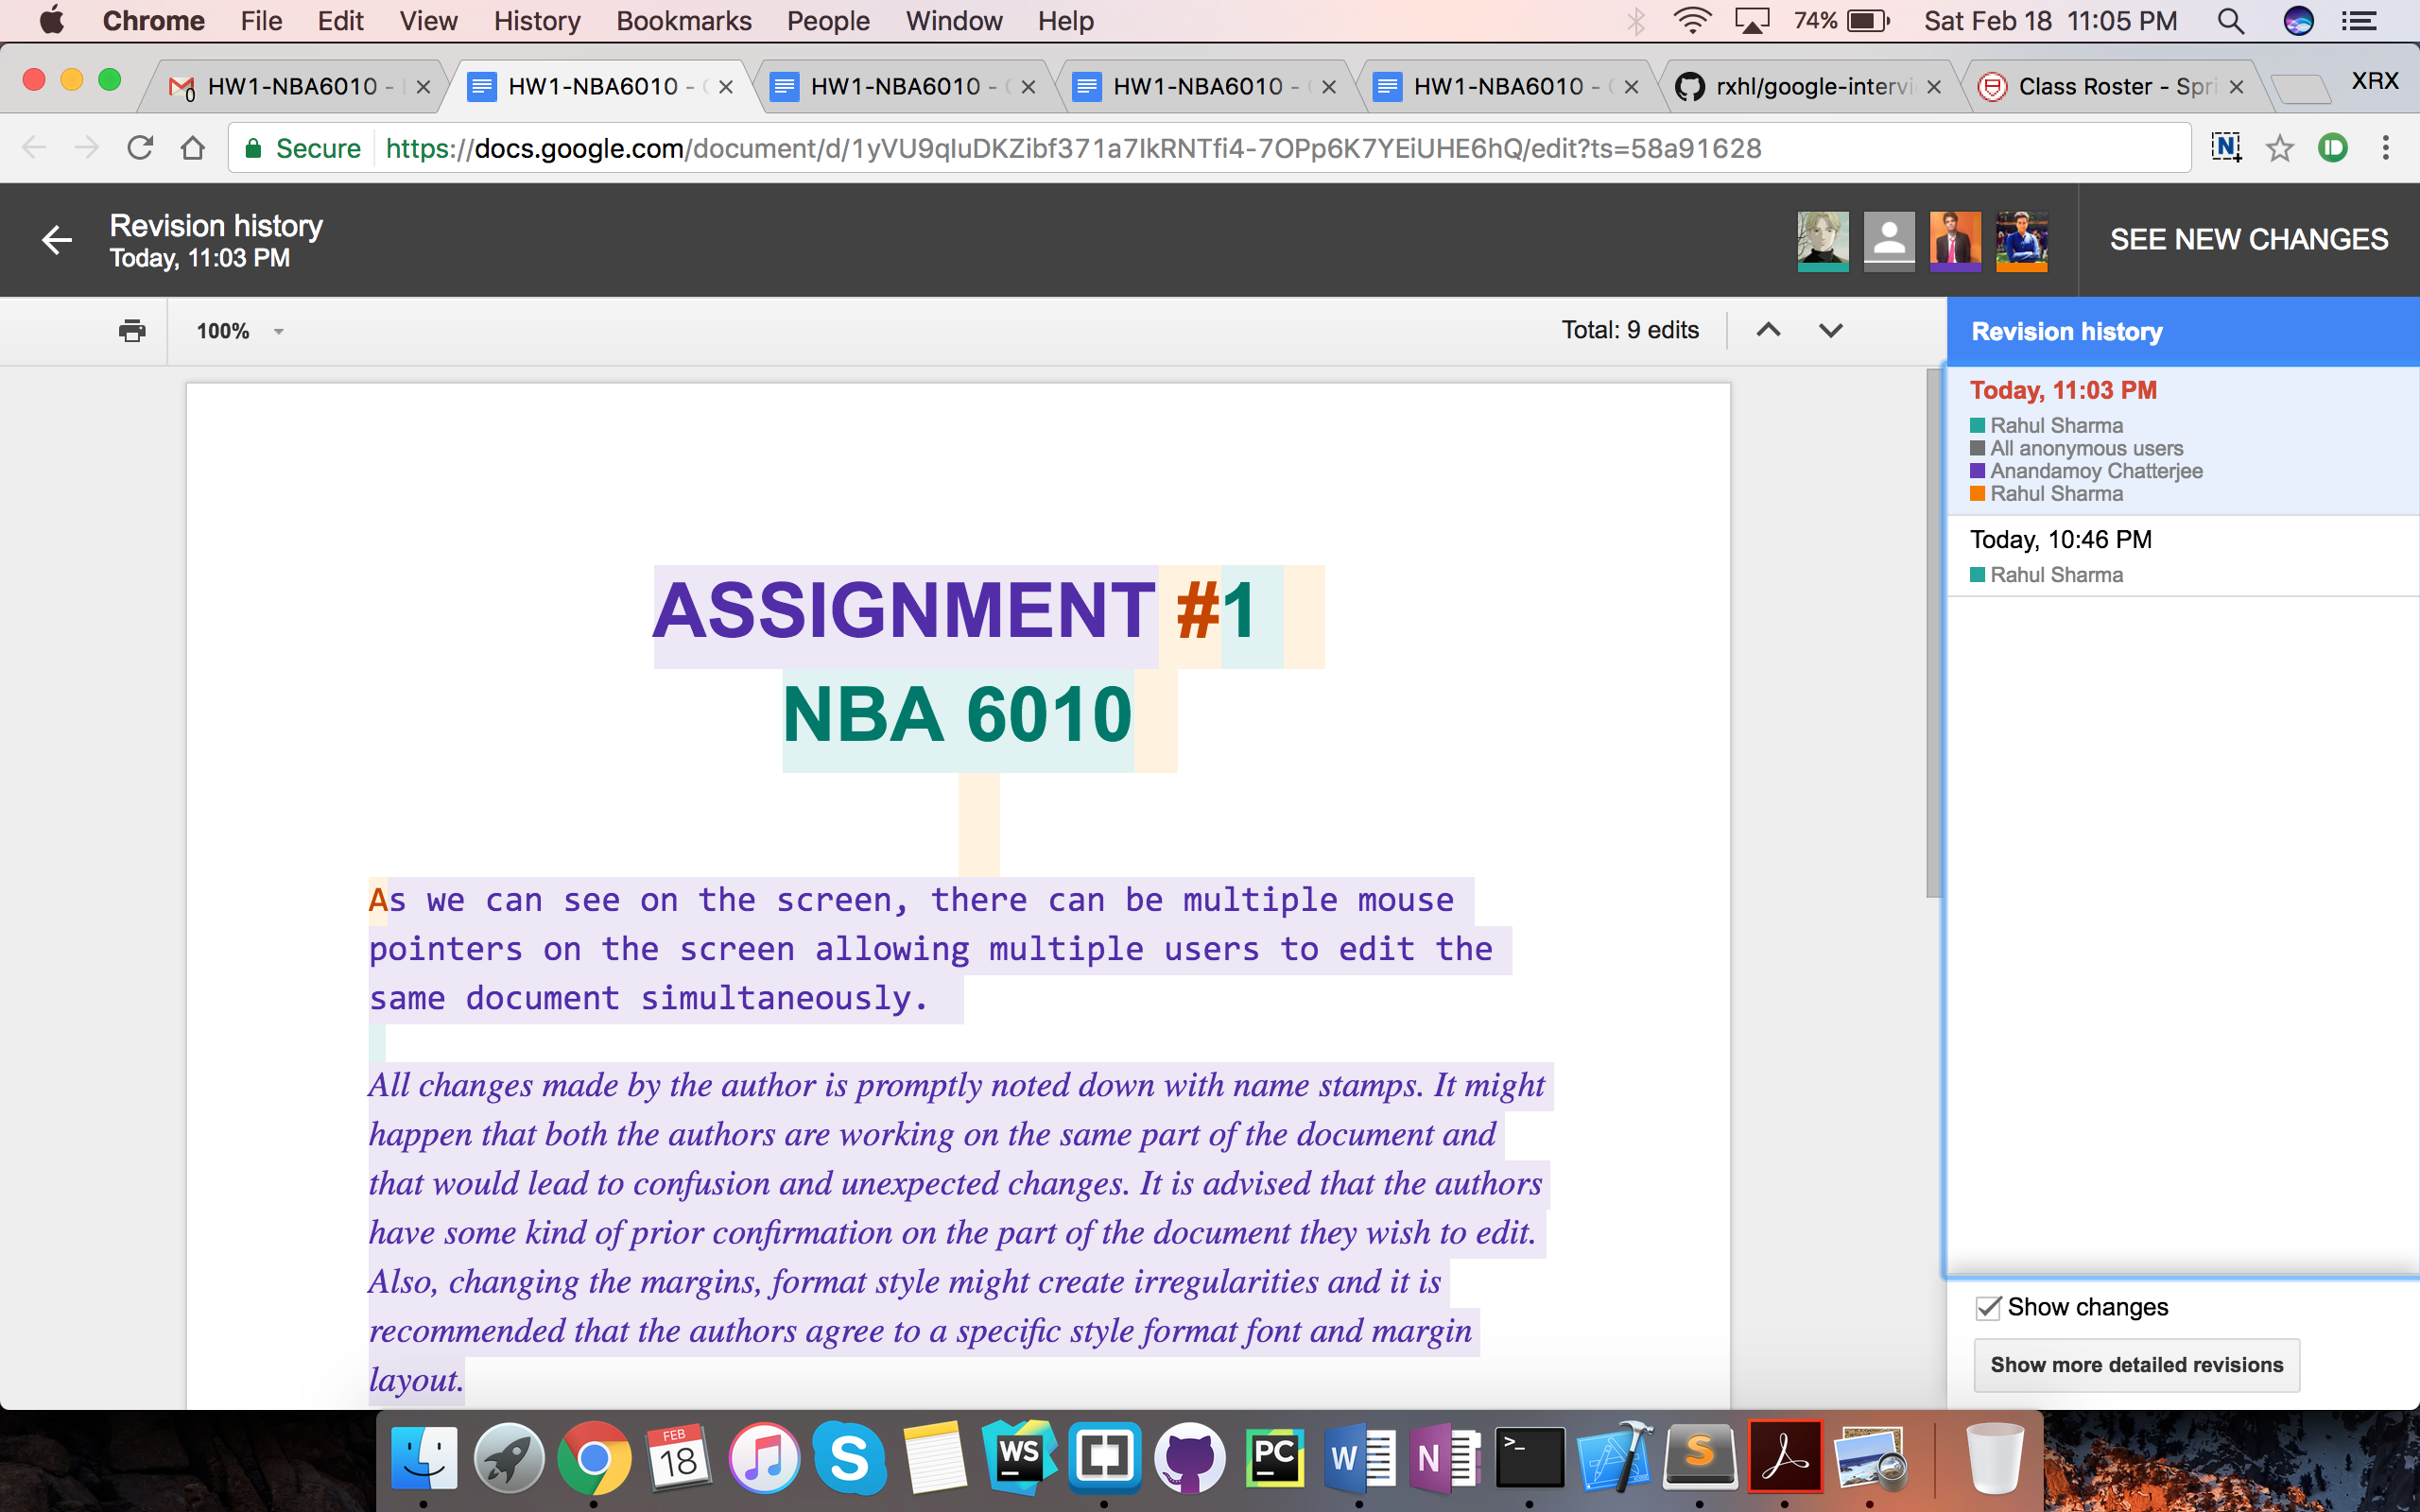 Chrome File Edit View History Bookmarks People Window Help 74% Sat Feb 18 11:05 PM
HW1-NBA6010 - HW1-NBA6010 - HW1-NBA6010 - HW1-NBA6010 - HW1-NBA6010 - rxhl/google-intervi Class Roster - Spri XRX
Secure https://docs.google.com/document/d/1yVU9qIuDKZibf371a7IkRNTfi4-7OPp6K7YEiUHE6hQ/edit?ts=58a91628
Revision history
Today, 11:03 PM
SEE NEW CHANGES
100% Total: 9 edits
Revision history
Today, 11:03 PM
Rahul Sharma
All anonymous users
Anandamoy Chatterjee
Rahul Sharma
Today, 10:46 PM
Rahul Sharma
ASSIGNMENT #1
NBA 6010
As we can see on the screen, there can be multiple mouse
pointers on the screen allowing multiple users to edit the
same document simultaneously.
All changes made by the author is promptly noted down with name stamps. It might
happen that both the authors are working on the same part of the document and
that would lead to confusion and unexpected changes. It is advised that the authors
have some kind of prior confirmation on the part of the document they wish to edit.
Also, changing the margins, format style might create irregularities and it is
recommended that the authors agree to a specific style format font and margin
layout.
Show changes
Show more detailed revisions
FEB
18
S
WS
PC
W
N
>_
S